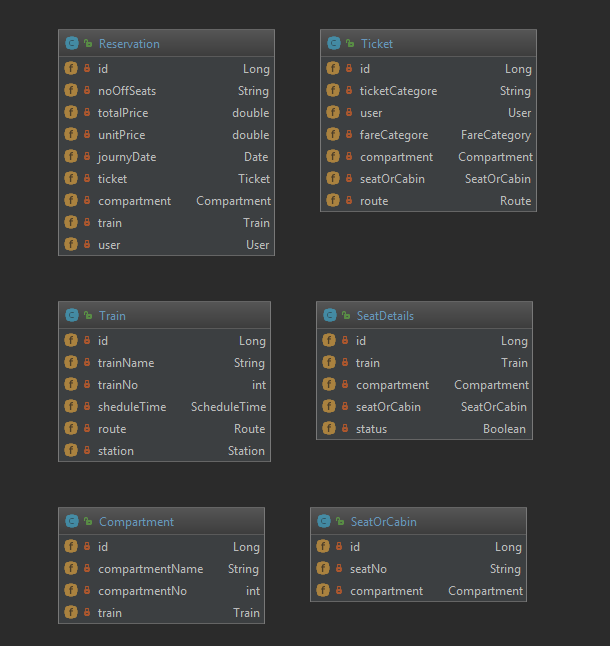 Reservation
id Long
noOffSeats String
totalPrice double
unitPrice double
journyDate Date
ticket Ticket
compartment Compartment
train Train
user User
Ticket
id Long
ticketCategore String
user User
fareCategore FareCategory
compartment Compartment
seatOrCabin SeatOrCabin
route Route
Train
id Long
trainName String
trainNo int
sheduleTime ScheduleTime
route Route
station Station
SeatDetails
id Long
train Train
compartment Compartment
seatOrCabin SeatOrCabin
status Boolean
Compartment
id Long
compartmentName String
compartmentNo int
train Train
SeatOrCabin
id Long
seatNo String
compartment Compartment